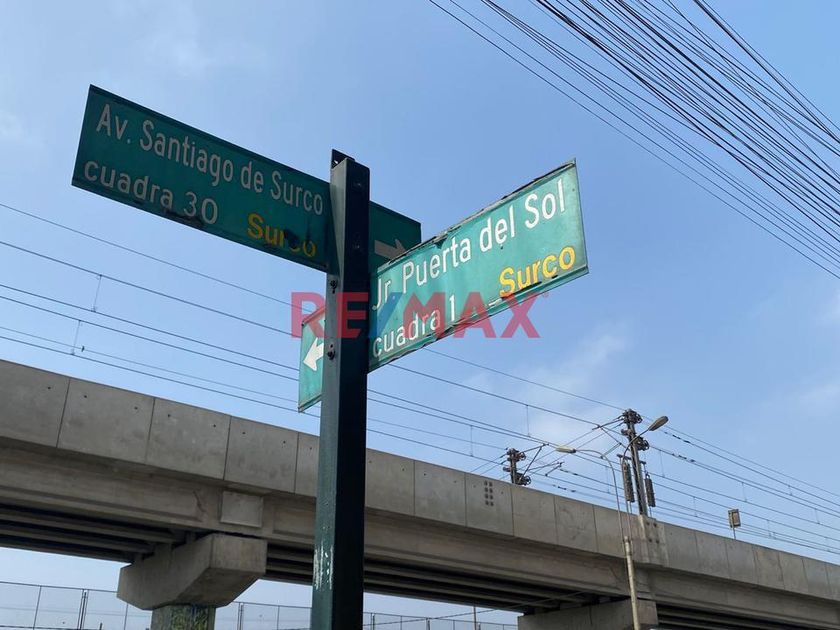 Av. Santiago de Surco
cuadra 30 Surco
Jr. Puerta del Sol
cuadra 1 Surco
RE/MAX